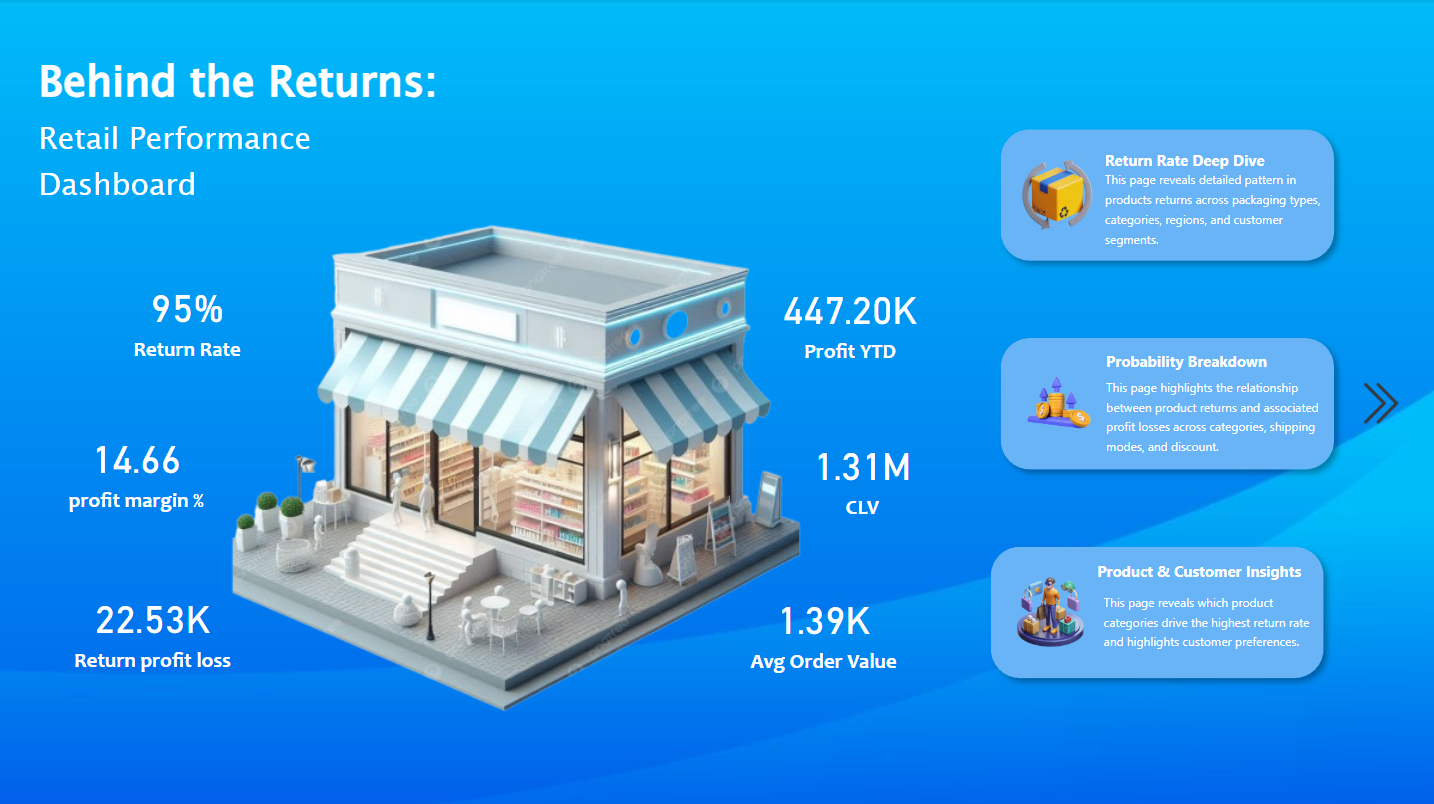 Behind the Returns:
Retail Performance
Dashboard
95%
Return Rate
14.66
profit margin %
22.53K
Return profit loss
447.20K
Profit YTD
1.31M
CLV
1.39K
Avg Order Value
Return Rate Deep Dive
This page reveals detailed pattern in
products returns across packaging types,
categories, regions, and customer
segments.
Probability Breakdown
This page highlights the relationship
between product returns and associated
profit losses across categories, shipping
modes, and discount.
Product & Customer Insights
This page reveals which product
categories drive the highest return rate
and highlights customer preferences.